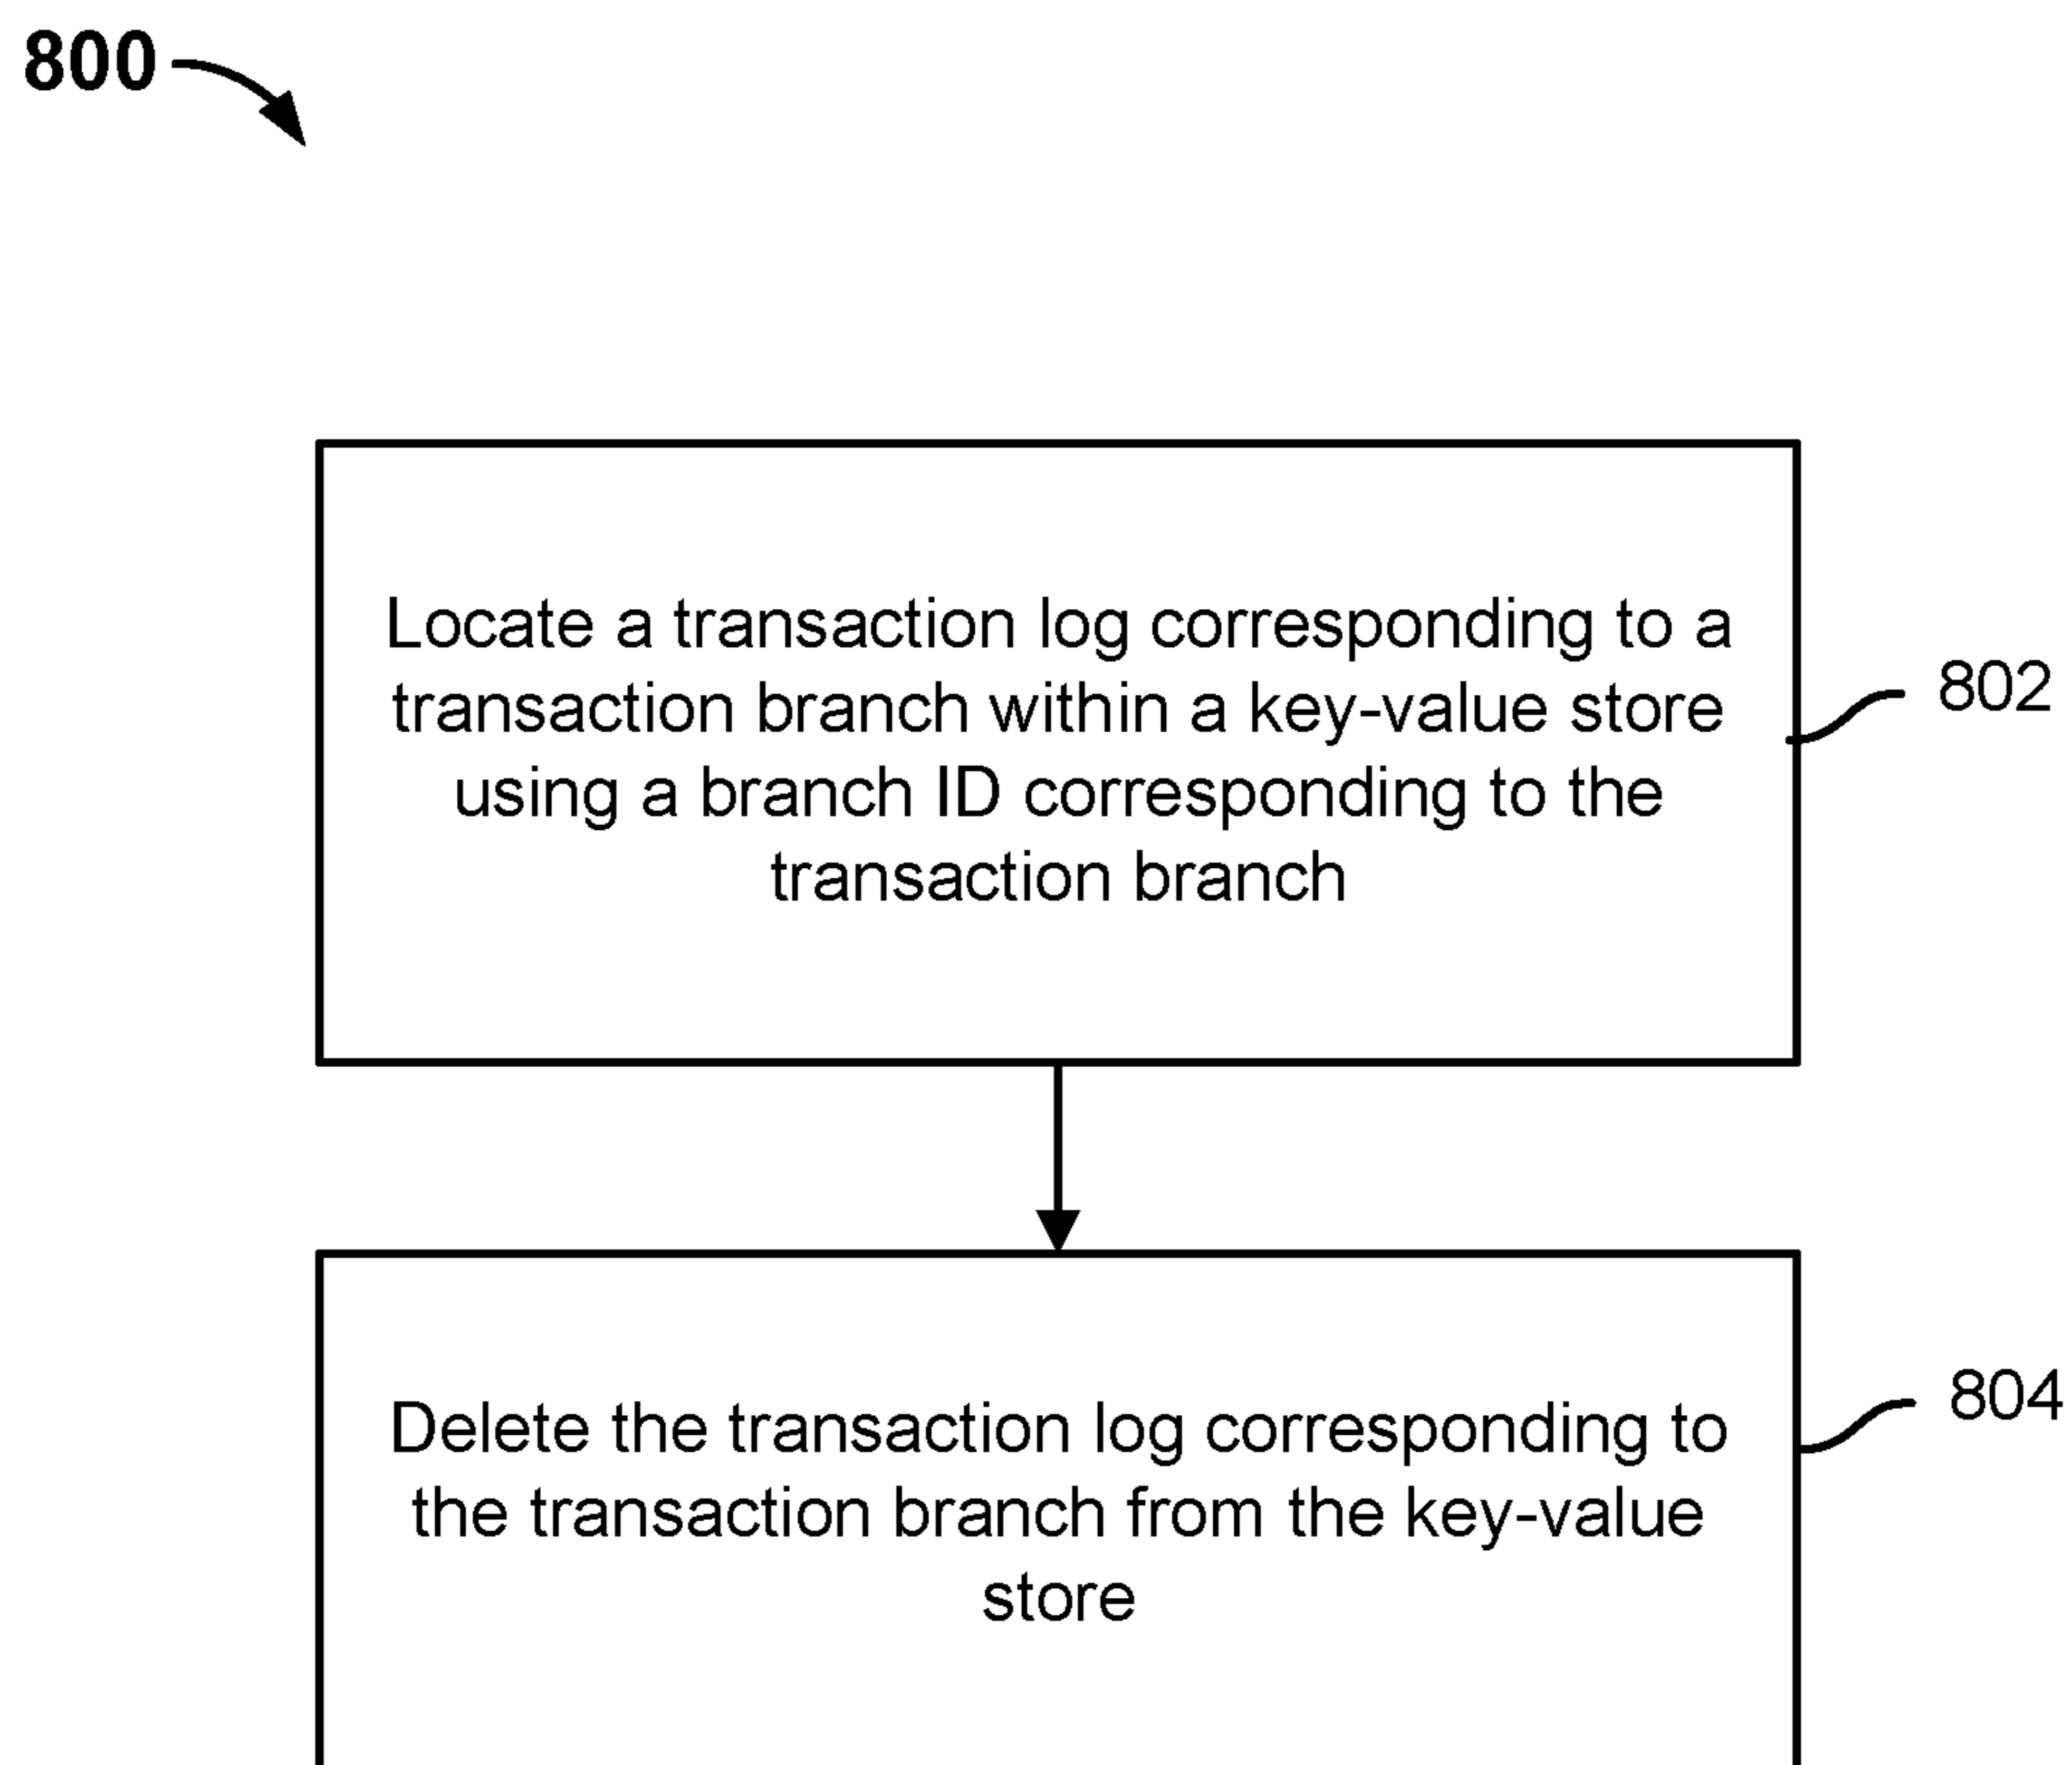 800
Locate a transaction log corresponding to a
transaction branch within a key-value store
using a branch ID corresponding to the
transaction branch
802
Delete the transaction log corresponding to
the transaction branch from the key-value
store
804